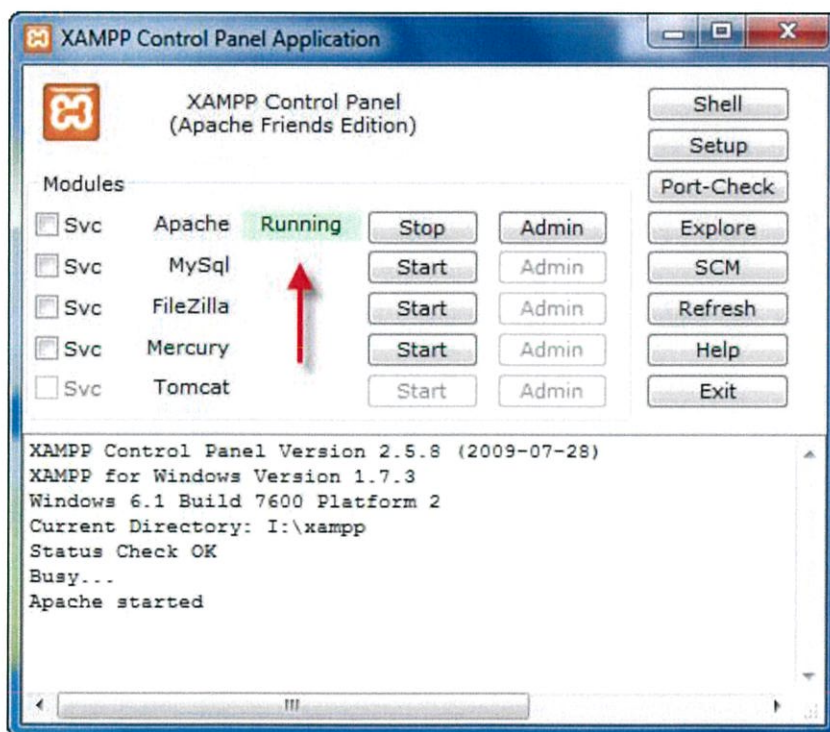 XAMPP Control Panel Application
XAMPP Control Panel
(Apache Friends Edition)
Shell
Setup
Modules
Port-Check
Svc Apache Running Stop Admin Explore
Svc MySql Start Admin SCM
Svc FileZilla Start Admin Refresh
Svc Mercury Start Admin Help
Svc Tomcat Start Admin Exit
XAMPP Control Panel Version 2.5.8 (2009-07-28)
XAMPP for Windows Version 1.7.3
Windows 6.1 Build 7600 Platform 2
Current Directory: I:\xampp
Status Check OK
Busy...
Apache started